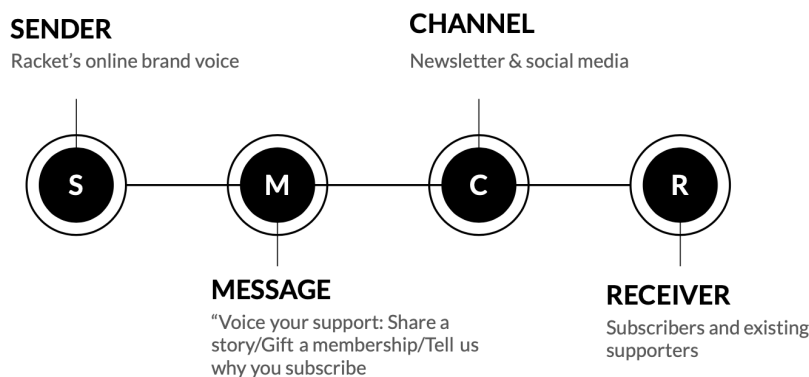 SENDER
Racket’s online brand voice
CHANNEL
Newsletter & social media
S
M
C
R
MESSAGE
“Voice your support: Share a
story/Gift a membership/Tell us
why you subscribe
RECEIVER
Subscribers and existing
supporters